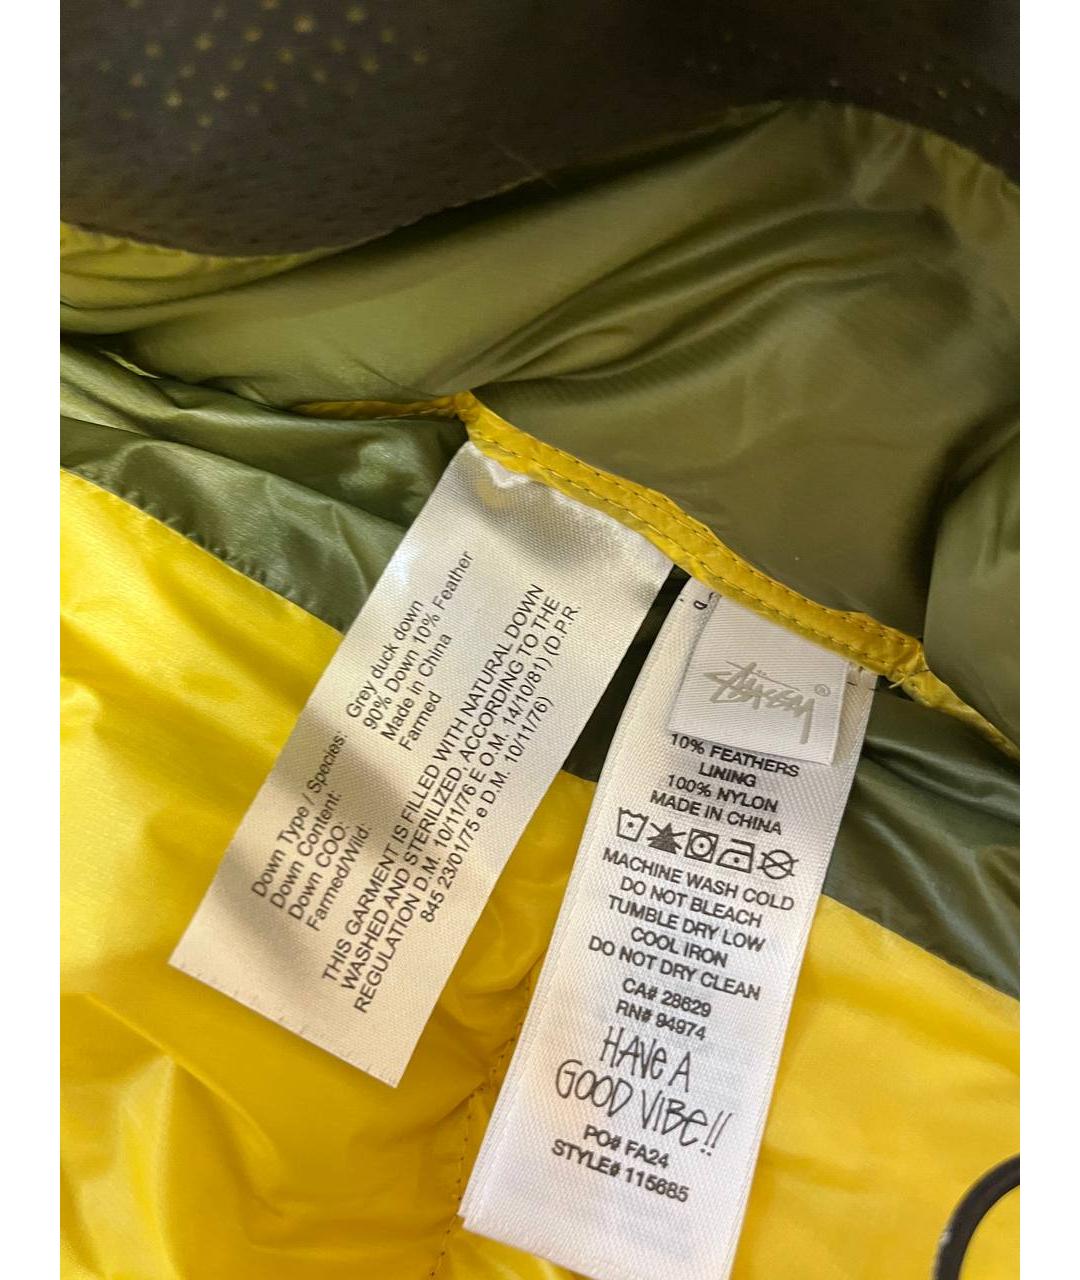 Down Type / Species: Grey duck down
Down Content: 90% Down 10% Feather
Down COO: Made in China
Farmed/Wild: Farmed
THIS GARMENT IS FILLED WITH NATURAL DOWN
WASHED AND STERILIZED, ACCORDING TO THE
REGULATION D.M. 10/11/76 E O.M. 14/10/81) (D.P.R.
845 23/01/75 e D.M. 10/11/76)
Stüssy ®
10% FEATHERS
LINING
100% NYLON
MADE IN CHINA
MACHINE WASH COLD
DO NOT BLEACH
TUMBLE DRY LOW
COOL IRON
DO NOT DRY CLEAN
CA# 28629
RN# 94974
HAVE A
GOOD VIBE!!
PO# FA24
STYLE# 115685